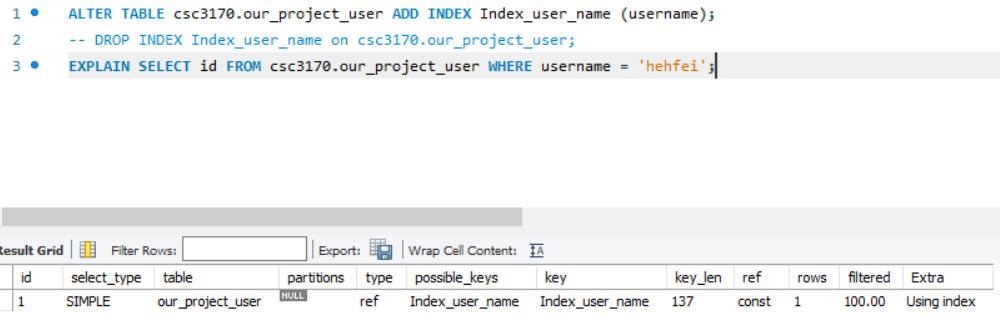 1 ALTER TABLE csc3170.our_project_user ADD INDEX Index_user_name (username);
2 -- DROP INDEX Index_user_name on csc3170.our_project_user;
3 EXPLAIN SELECT id FROM csc3170.our_project_user WHERE username = 'hehfei';
Result Grid Filter Rows: Export: Wrap Cell Content: IA
id select_type table partitions type possible_keys key key_len ref rows filtered Extra
1 SIMPLE our_project_user NULL ref Index_user_name Index_user_name 137 const 1 100.00 Using index